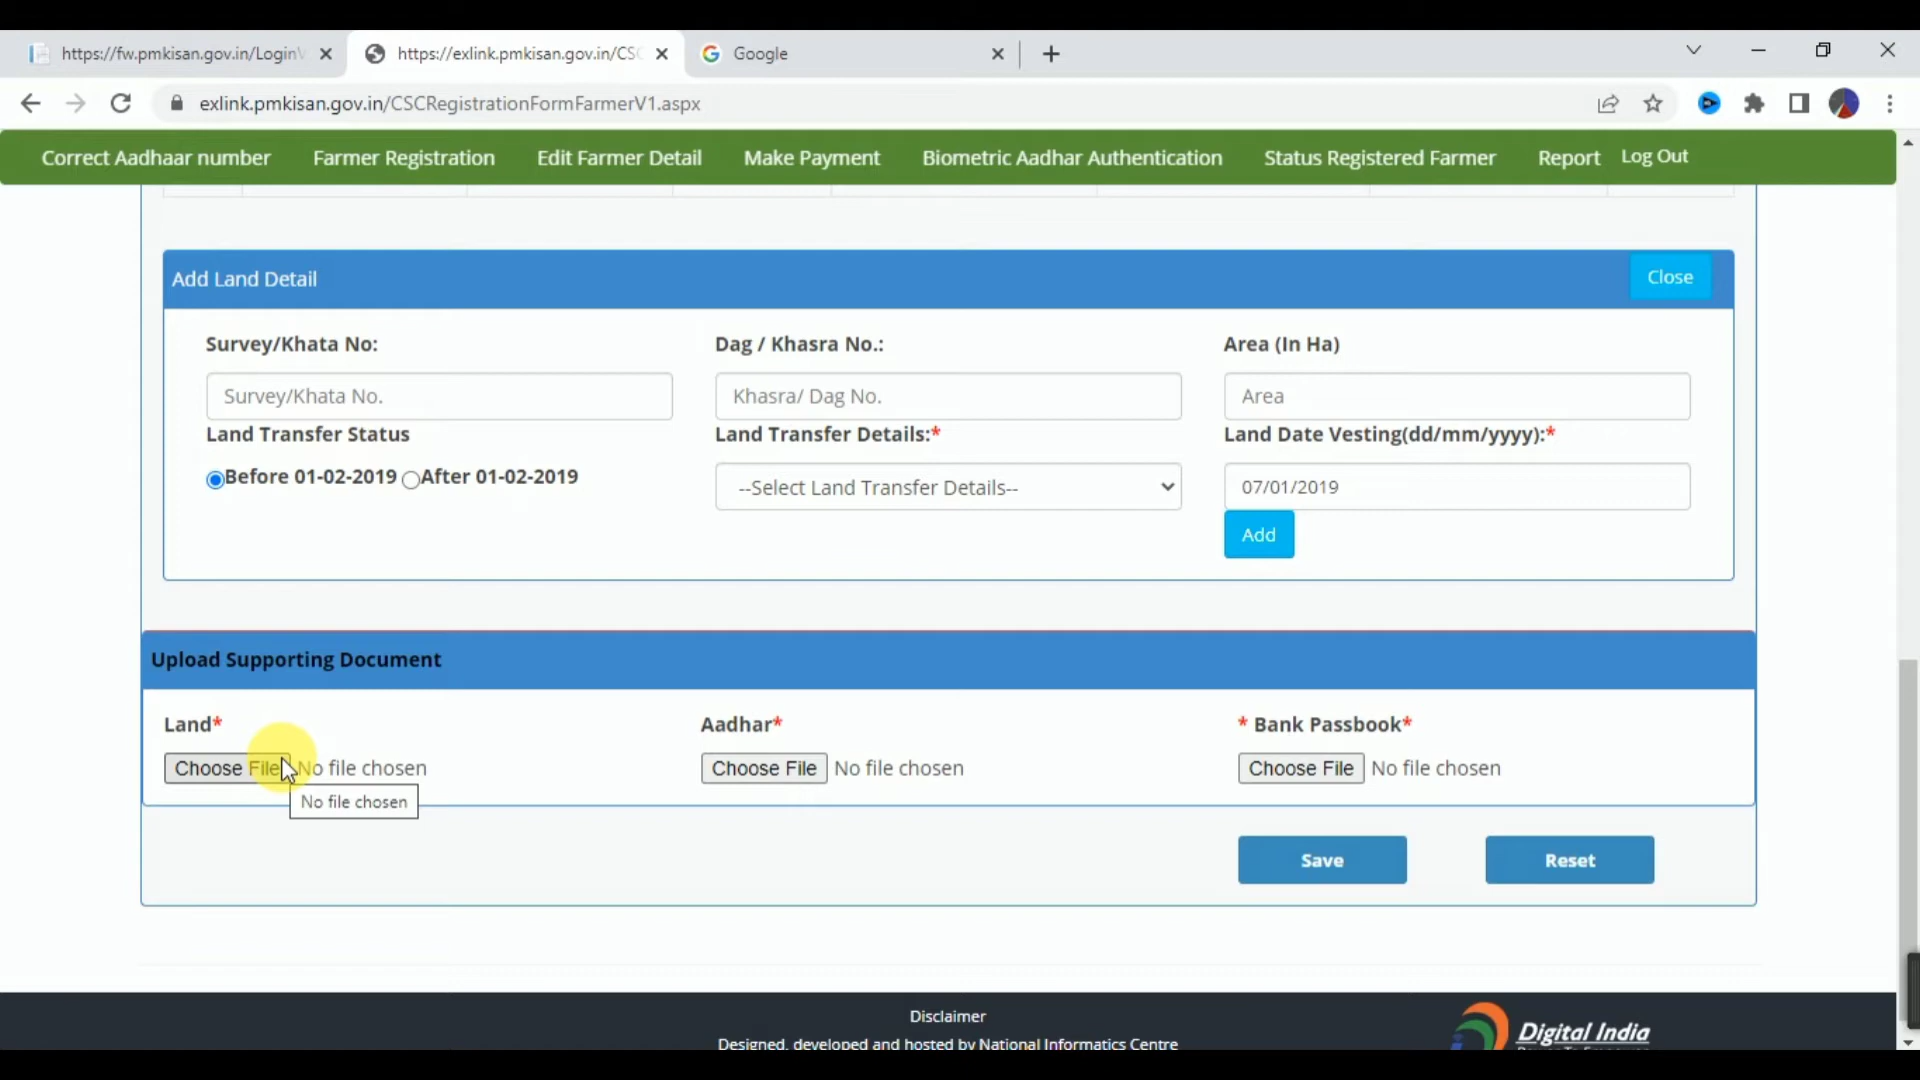 https://fw.pmkisan.gov.in/Login
https://exlink.pmkisan.gov.in/CSC
Google
exlink.pmkisan.gov.in/CSCRegistrationFormFarmerV1.aspx
Correct Aadhaar number Farmer Registration Edit Farmer Detail Make Payment Biometric Aadhar Authentication Status Registered Farmer Report Log Out
Add Land Detail
Close
Survey/Khata No: Dag / Khasra No.: Area (In Ha)
Survey/Khata No. Khasra/ Dag No. Area
Land Transfer Status Land Transfer Details:* Land Date Vesting(dd/mm/yyyy):*
Before 01-02-2019 After 01-02-2019 --Select Land Transfer Details-- 07/01/2019
Add
Upload Supporting Document
Land* Aadhar* * Bank Passbook*
Choose File No file chosen Choose File No file chosen Choose File No file chosen
No file chosen
Save Reset
Disclaimer
Designed, developed and hosted by National Informatics Centre
Digital India